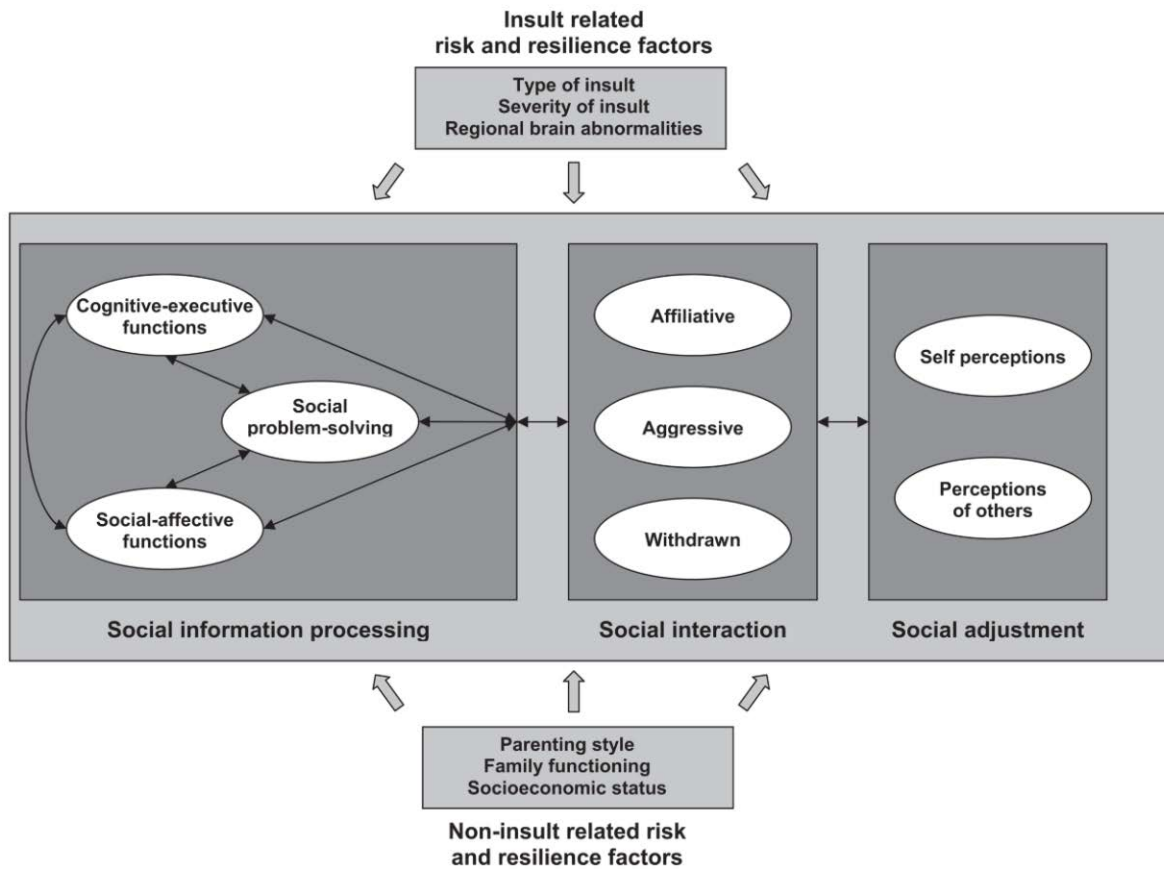 Insult related
risk and resilience factors
Type of insult
Severity of insult
Regional brain abnormalities
Cognitive-executive
functions
Social
problem-solving
Social-affective
functions
Social information processing
Affiliative
Aggressive
Withdrawn
Social interaction
Self perceptions
Perceptions
of others
Social adjustment
Parenting style
Family functioning
Socioeconomic status
Non-insult related risk
and resilience factors